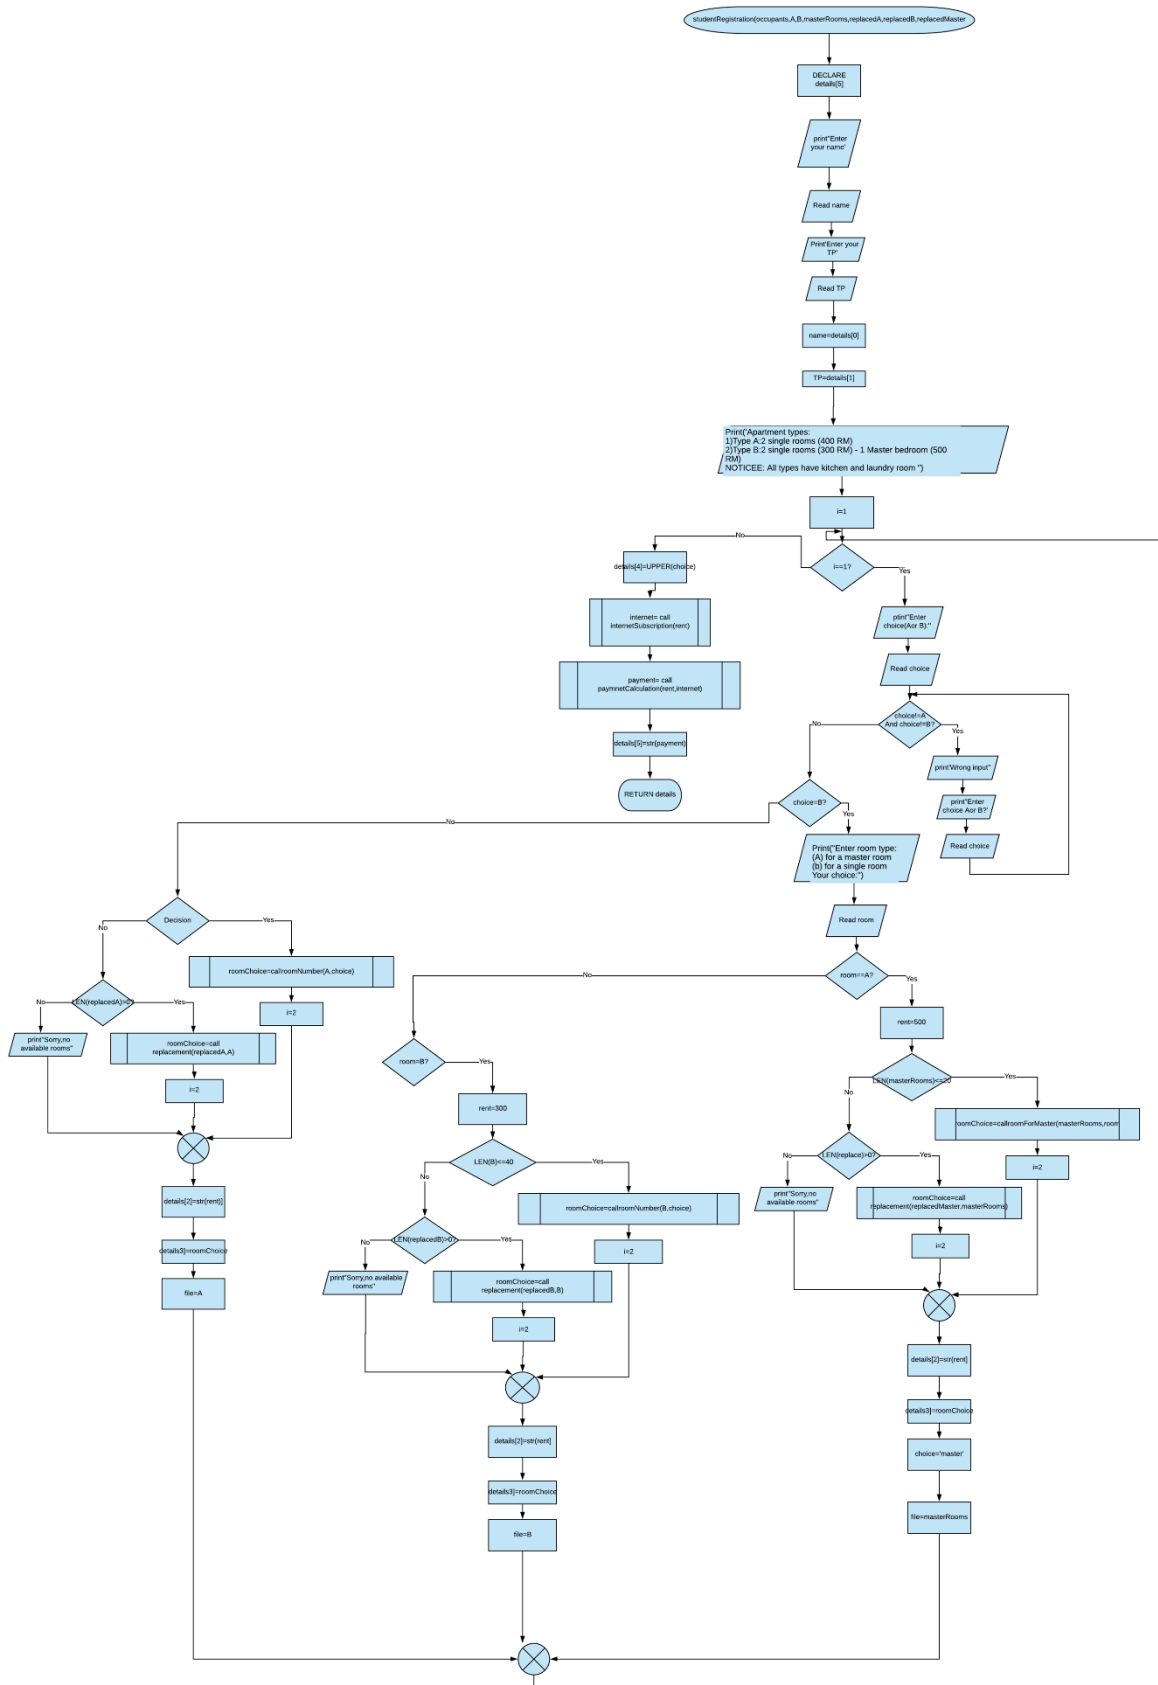 studentRegistration(occupants,A,B,masterRooms,replacedA,replacedB,replacedMaster
DECLARE
details[5]
print"Enter
your name'
Read name
Print'Enter your
TP'
Read TP
name=details[0]
TP=details[1]
Print('Apartment types:
1)Type A:2 single rooms (400 RM)
2)Type B:2 single rooms (300 RM) - 1 Master bedroom (500
RM)
NOTICEE: All types have kitchen and laundry room ")
i=1
i==1?
No
Yes
details[4]=UPPER(choice)
internet= call
internetSubscription(rent)
payment= call
paymnetCalculation(rent,internet)
details[5]=str(payment)
RETURN details
ptint"Enter
choice(Aor B):"
Read choice
choice!=A
And choice!=B?
No
Yes
print'Wrong input"
print"Enter
choice Aor B?'
Read choice
choice=B?
No
Yes
Print("Enter room type:
(A) for a master room
(b) for a single room
Your choice:")
Read room
room==A?
No
Yes
Decision
No
Yes
roomChoice=callroomNumber(A,choice)
i=2
LEN(replacedA)>0?
No
Yes
print"Sorry,no
available rooms"
roomChoice=call
replacement(replacedA,A)
i=2
details[2]=str(rent)]
details3]=roomChoice
file=A
room=B?
Yes
rent=300
LEN(B)<=40
No
Yes
roomChoice=callroomNumber(B,choice)
i=2
LEN(replacedB)>0?
No
Yes
print"Sorry,no available
rooms"
roomChoice=call
replacement(replacedB,B)
i=2
details[2]=str(rent]
details3]=roomChoice
file=B
rent=500
LEN(masterRooms)<=20
No
Yes
roomChoice=callroomForMaster(masterRooms,room
i=2
LEN(replace)>0?
No
Yes
print"Sorry,no
available rooms"
roomChoice=call
replacement(replacedMaster,masterRooms)
i=2
details[2]=str(rent]
details3]=roomChoice
choice='master'
file=masterRooms